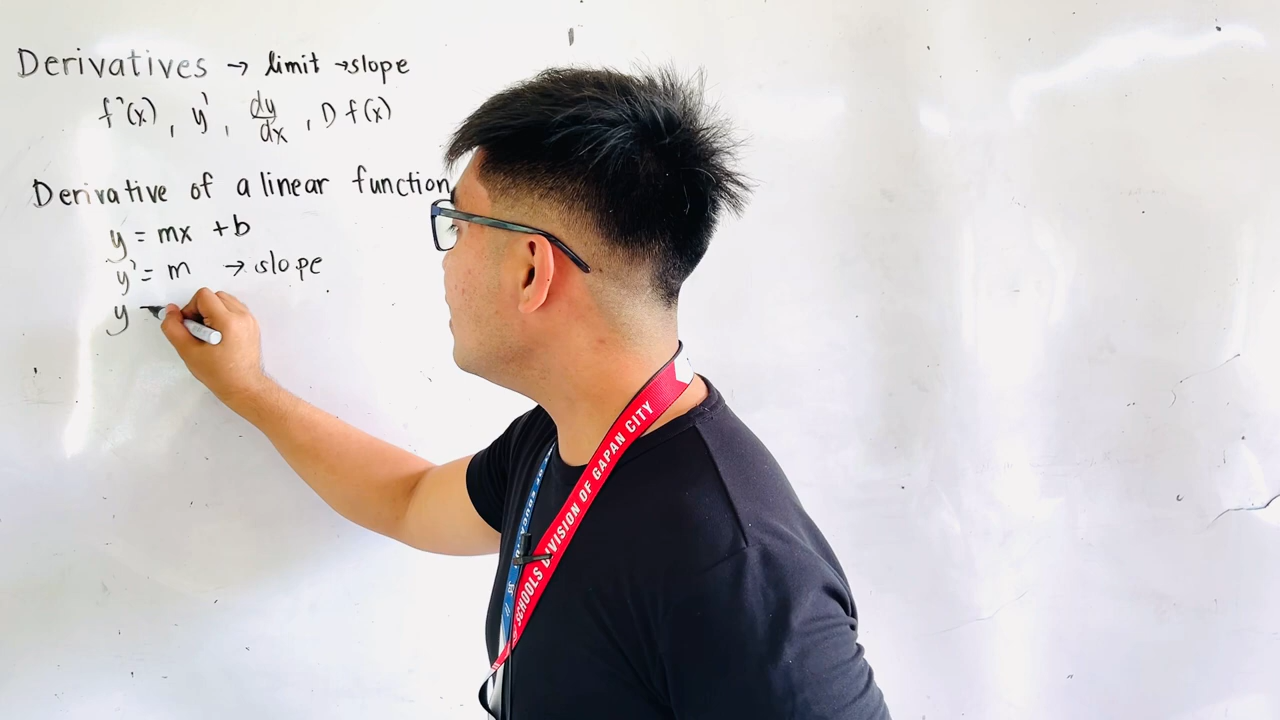 Derivatives → limit → slope
f'(x), y', dy/dx, D f(x)
Derivative of a linear function
y = mx + b
y' = m → slope
y -
SCHOOLS DIVISION OF GAPAN CITY